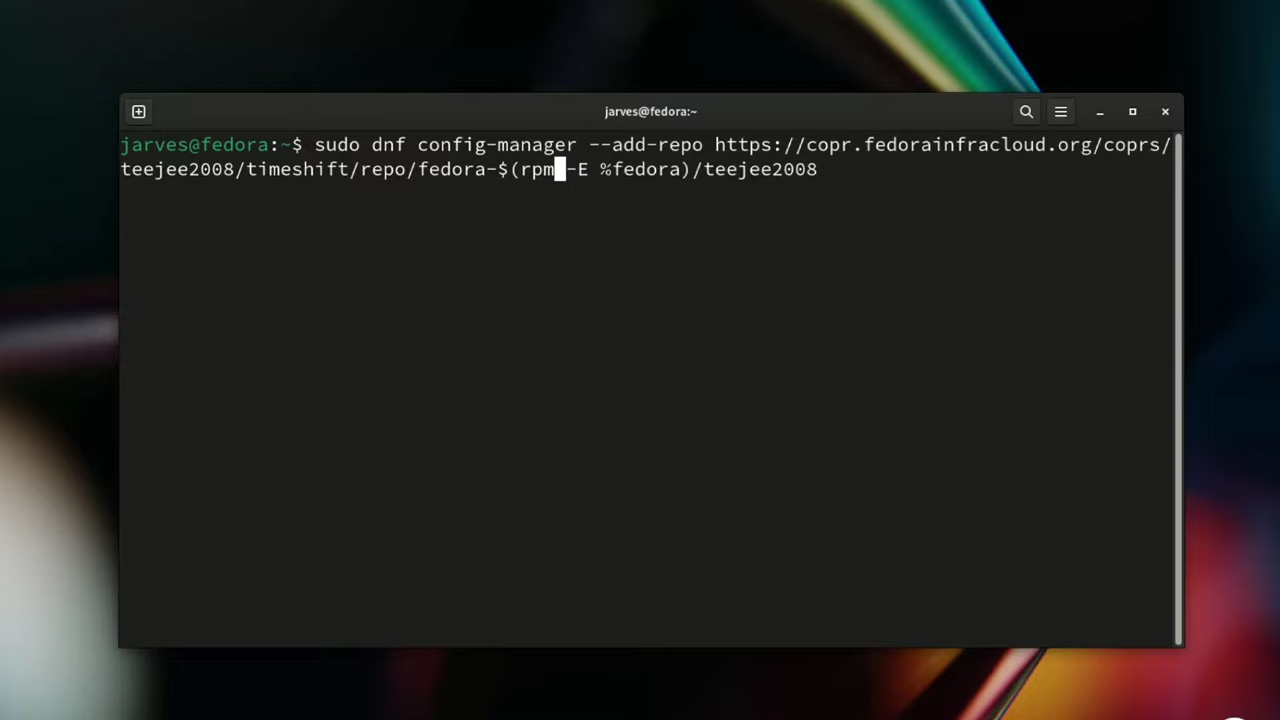 jarves@fedora:~
jarves@fedora:~$ sudo dnf config-manager --add-repo https://copr.fedorainfracloud.org/coprs/
teejee2008/timeshift/repo/fedora-$(rpm -E %fedora)/teejee2008